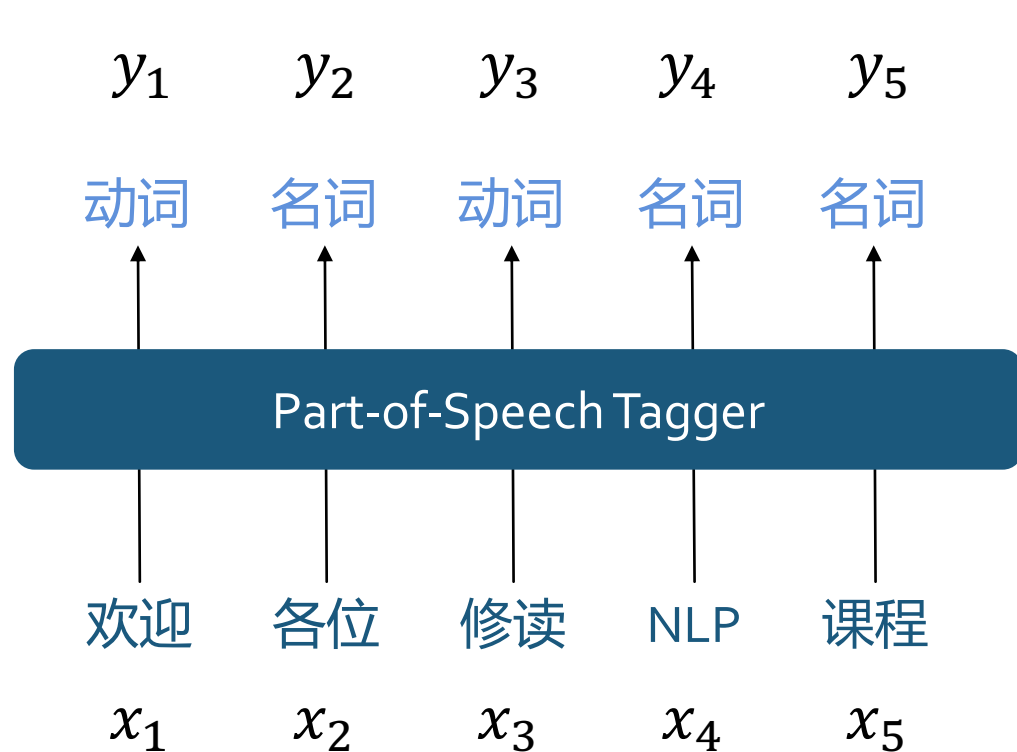 y₁ y₂ y₃ y₄ y₅
动词 名词 动词 名词 名词
Part-of-Speech Tagger
欢迎 各位 修读 NLP 课程
x₁ x₂ x₃ x₄ x₅